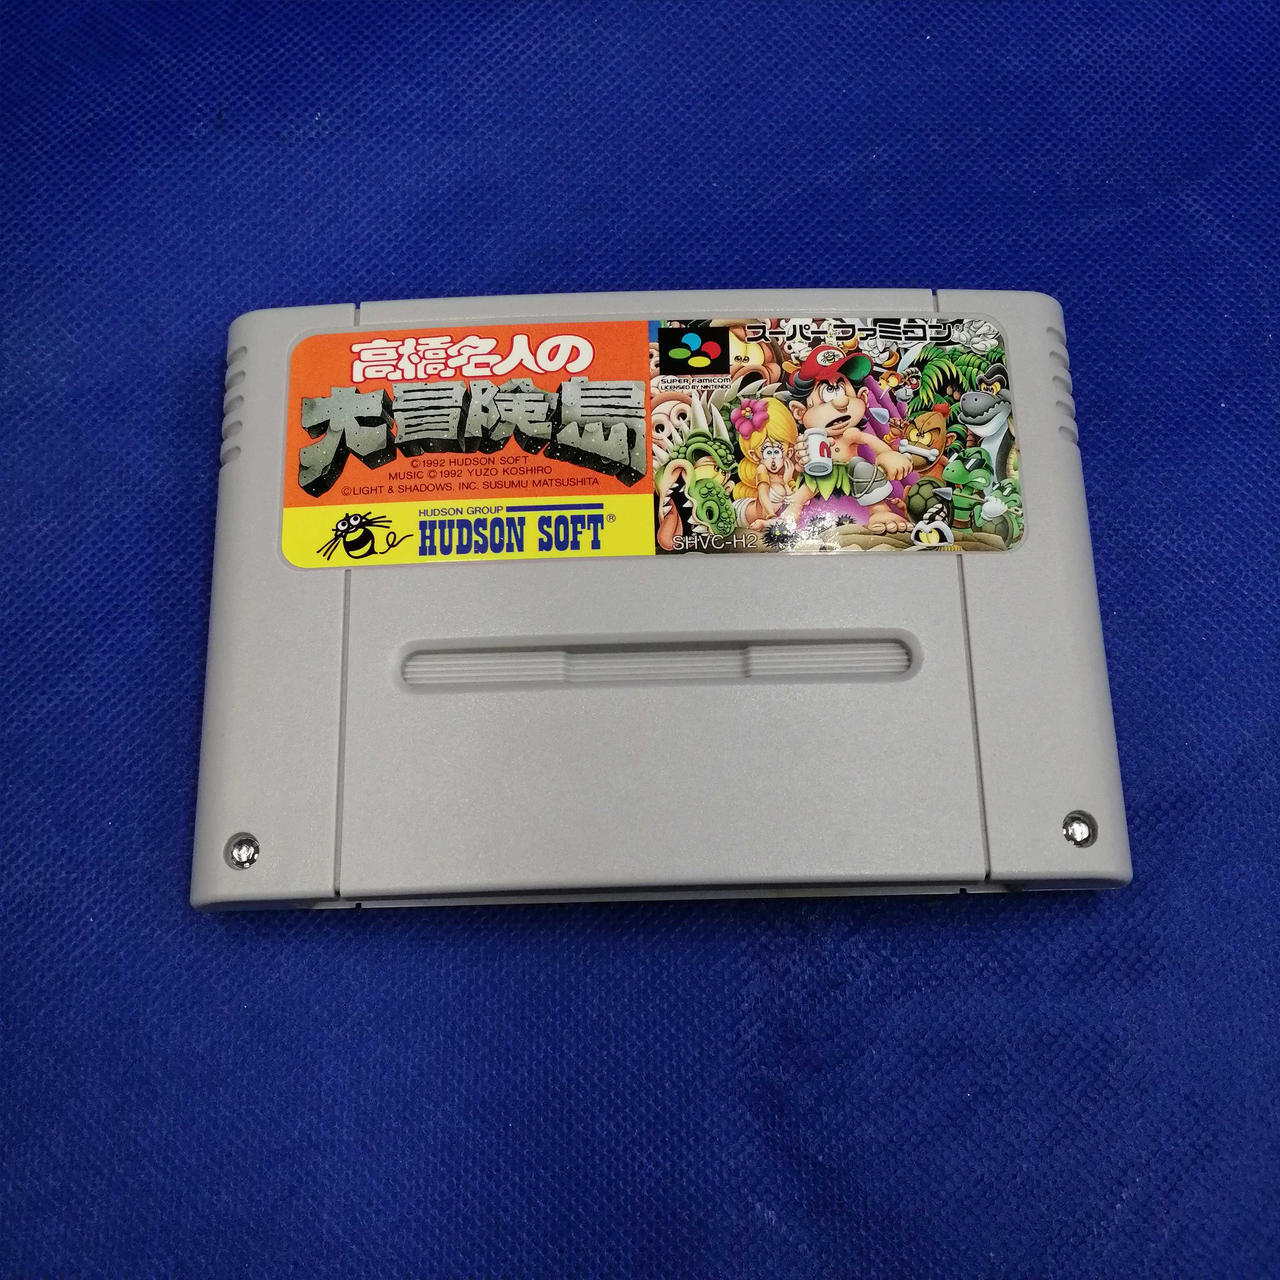 高橋名人の
大冒険島
©1992 HUDSON SOFT
MUSIC ©1992 YUZO KOSHIRO
©LIGHT & SHADOWS. INC. SUSUMU MATSUSHITA
HUDSON GROUP
HUDSON SOFT®
スーパーファミコン
SUPER FAMICOM
LICENSED BY NINTENDO
SHVC-H2